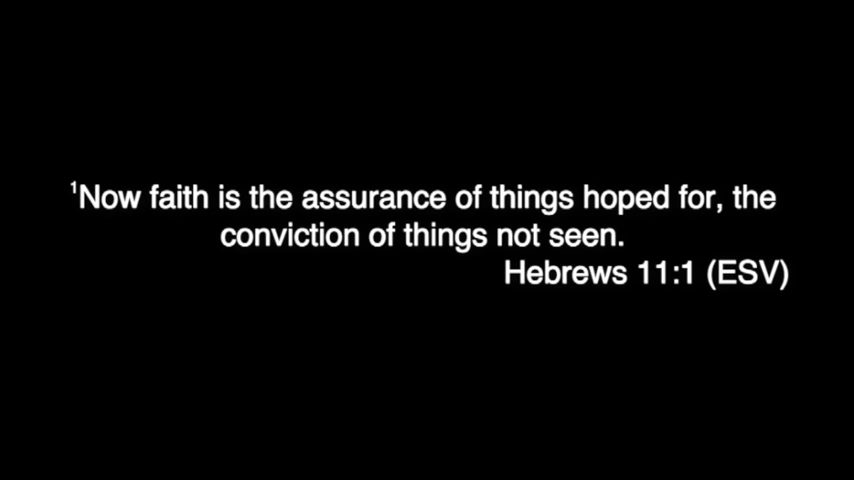 ¹Now faith is the assurance of things hoped for, the
conviction of things not seen.
Hebrews 11:1 (ESV)